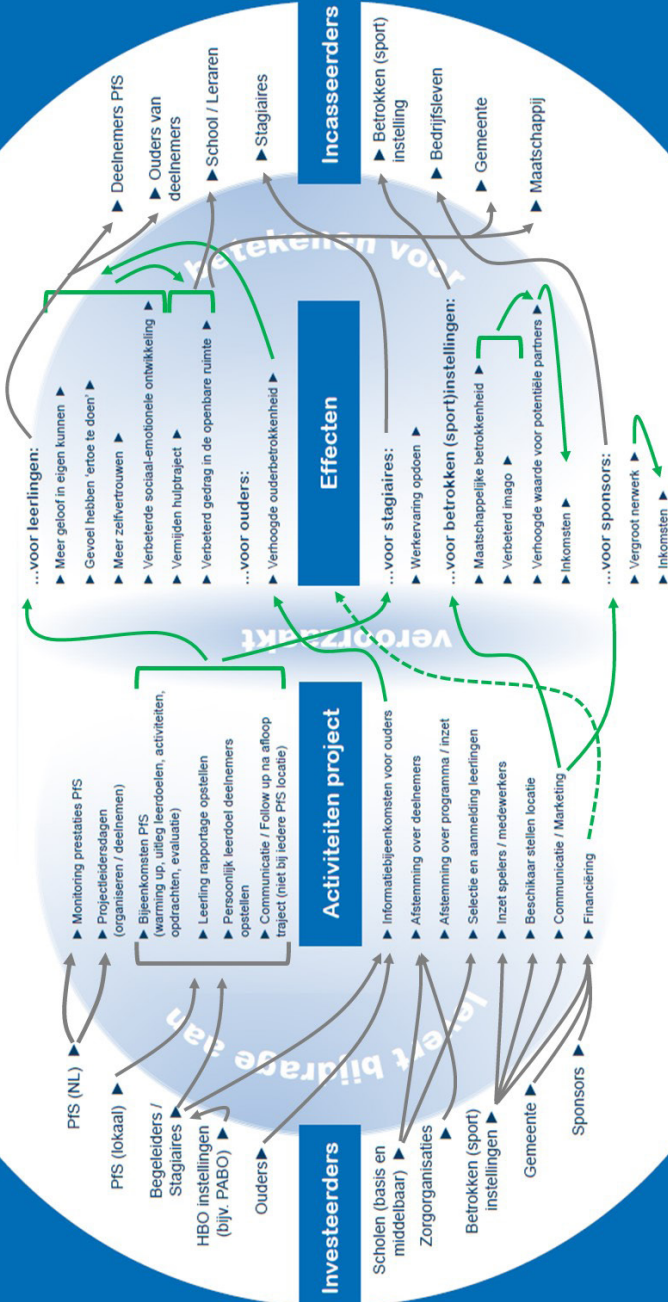 Investeerders
PfS (NL)
PfS (lokaal)
Begeleiders /
Stagiaires
HBO instellingen
(bijv. PABO)
Ouders
Scholen (basis en
middelbaar)
Zorgorganisaties
Betrokken (sport)
instellingen
Gemeente
Sponsors
levert bijdrage aan
Activiteiten project
Monitoring prestaties PfS
Projectleidersdagen
(organiseren / deelnemen)
Bijeenkomsten PfS
(warming up, uitleg leerdoelen, activiteiten,
opdrachten, evaluatie)
Leerling rapportage opstellen
Persoonlijk leerdoel deelnemers
opstellen
Communicatie / Follow up na afloop
traject (niet bij iedere PfS locatie)
Informatiebijeenkomsten voor ouders
Afstemming over deelnemers
Afstemming over programma / inzet
Selectie en aanmelding leerlingen
Inzet spelers / medewerkers
Beschikaar stellen locatie
Communicatie / Marketing
Financiëring
veroorzaakt
Effecten
...voor leerlingen:
Meer geloof in eigen kunnen
Gevoel hebben 'ertoe te doen'
Meer zelfvertrouwen
Verbeterde sociaal-emotionele ontwikkeling
Vermijden hulptraject
Verbeterd gedrag in de openbare ruimte
...voor ouders:
Verhoogde ouderbetrokkenheid
...voor stagiaires:
Werkervaring opdoen
...voor betrokken (sport)instellingen:
Maatschappelijke betrokkenheid
Verbeterd imago
Verhoogde waarde voor potentiële partners
Inkomsten
...voor sponsors:
Vergroot nerwerk
Inkomsten
betekenen voor
Incasseerders
Deelnemers PfS
Ouders van
deelnemers
School / Leraren
Stagiaires
Betrokken (sport)
instelling
Bedrijfsleven
Gemeente
Maatschappij